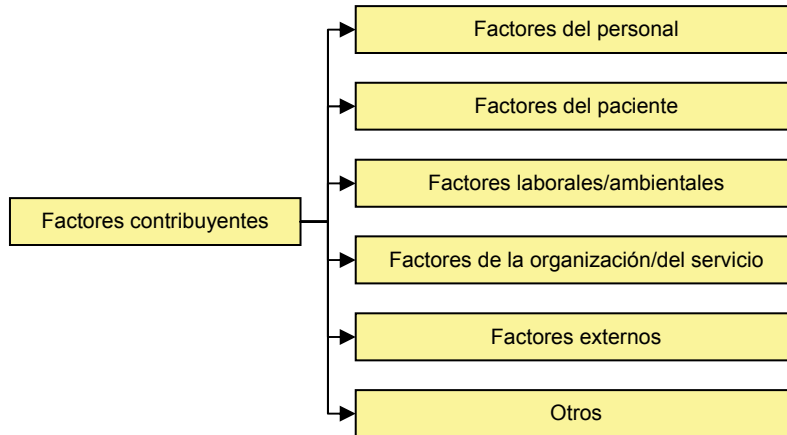 Factores del personal
Factores del paciente
Factores laborales/ambientales
Factores contribuyentes
Factores de la organización/del servicio
Factores externos
Otros